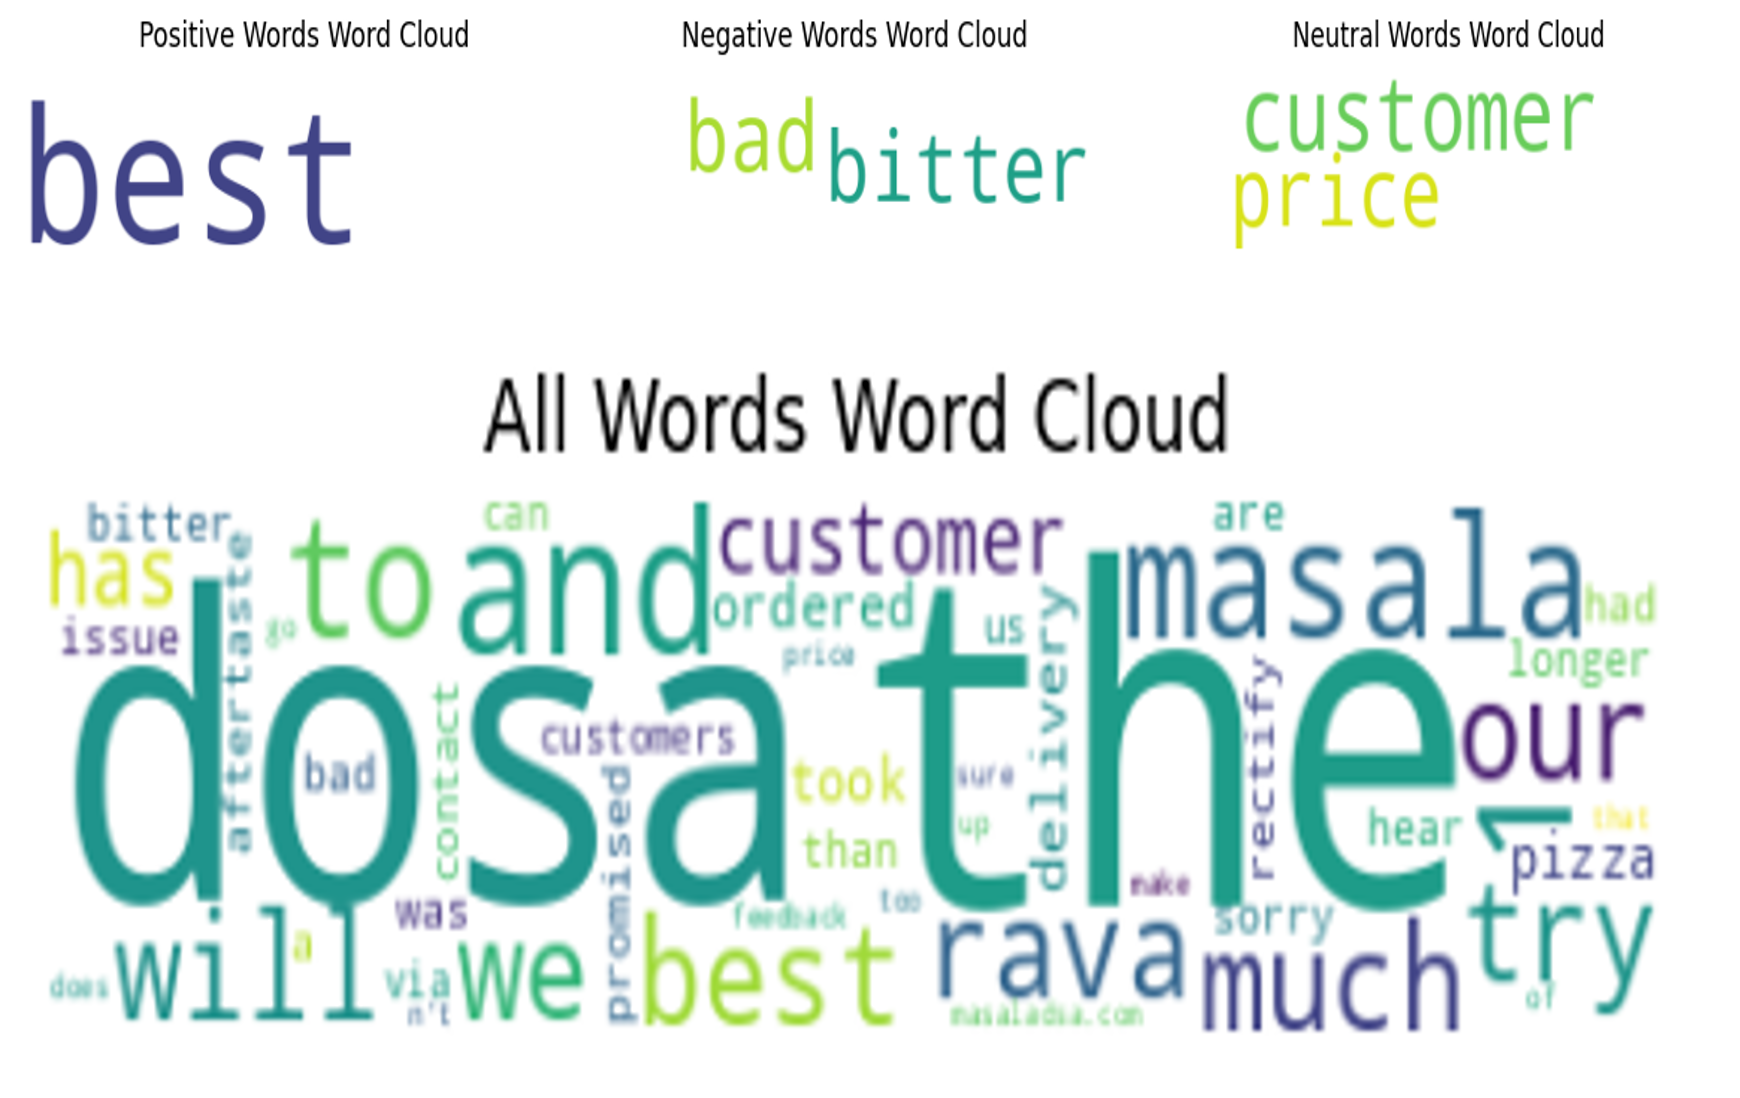 Positive Words Word Cloud
Negative Words Word Cloud
Neutral Words Word Cloud
best
bad
bitter
customer
price
All Words Word Cloud
bitter
can
customer
are
masala
has
to
and
ordered
had
issue
aftertaste
go
us
price
delivery
longer
dosa
the
rectify
our
contact
customers
bad
took
sure
promised
up
hear
1
that
than
pizza
make
was
too
feedback
sorry
try
will
a
we
best
rava
much
does
via
n't
masaladsa.com
of